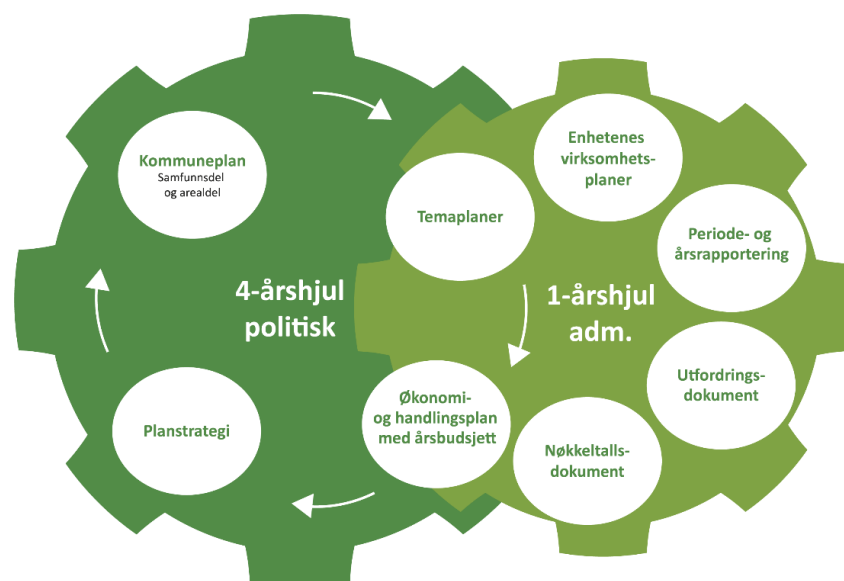 Kommuneplan
Samfunnsdel
og arealdel
Temaplaner
Enhetenes
virksomhets-
planer
Periode- og
årsrapportering
4-årshjul
politisk
1-årshjul
adm.
Planstrategi
Økonomi-
og handlingsplan
med årsbudsjett
Nøkkeltalls-
dokument
Utfordrings-
dokument